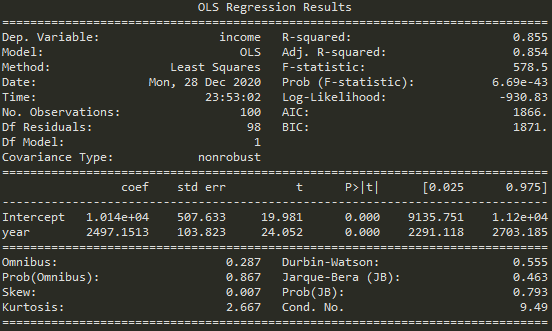 OLS Regression Results
==============================================================================
Dep. Variable:                 income   R-squared:                       0.855
Model:                            OLS   Adj. R-squared:                  0.854
Method:                 Least Squares   F-statistic:                     578.5
Date:                Mon, 28 Dec 2020   Prob (F-statistic):           6.69e-43
Time:                        23:53:02   Log-Likelihood:                -930.83
No. Observations:                 100   AIC:                             1866.
Df Residuals:                      98   BIC:                             1871.
Df Model:                           1
Covariance Type:            nonrobust
==============================================================================
                 coef    std err          t      P>|t|      [0.025      0.975]
------------------------------------------------------------------------------
Intercept   1.014e+04    507.633     19.981      0.000    9135.751    1.12e+04
year        2497.1513    103.823     24.052      0.000    2291.118    2703.185
==============================================================================
Omnibus:                        0.287   Durbin-Watson:                   0.555
Prob(Omnibus):                  0.867   Jarque-Bera (JB):                0.463
Skew:                           0.007   Prob(JB):                        0.793
Kurtosis:                       2.667   Cond. No.                         9.49
==============================================================================